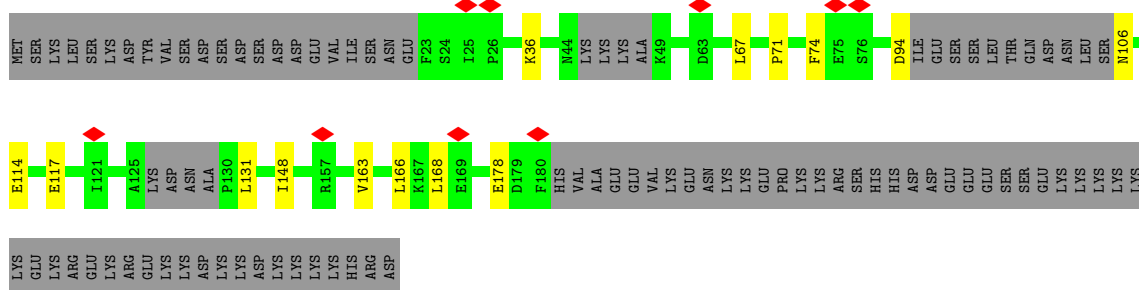 MET SER LYS LEU SER LYS ASP TYR VAL SER ASP SER ASP SER ASP ASP GLU VAL ILE SER ASN GLU F23 S24 I25 P26 K36 N44 LYS LYS LYS ALA K49 D63 L67 P71 F74 E75 S76 D94 ILE GLU SER SER LEU THR GLN ASP ASN LEU SER N106
E114 E117 I121 A125 LYS ASP ASN ALA P130 L131 I148 R157 V163 L166 K167 L168 E169 E178 D179 F180 HIS VAL ALA GLU GLU VAL LYS GLU ASN LYS LYS GLU PRO LYS LYS ARG SER HIS HIS ASP ASP GLU GLU GLU SER SER GLU LYS LYS LYS LYS LYS LYS
LYS GLU LYS ARG GLU LYS ARG GLU LYS LYS ASP LYS LYS ASP LYS LYS LYS LYS HIS ARG ASP